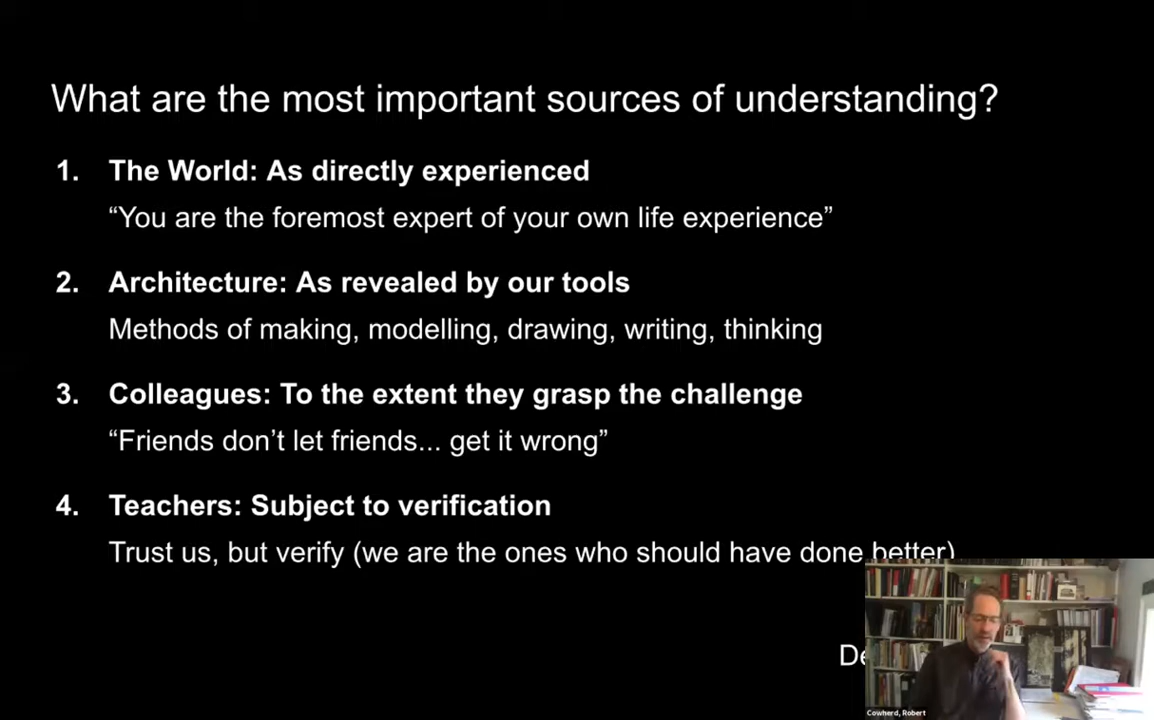 What are the most important sources of understanding?
1. The World: As directly experienced
“You are the foremost expert of your own life experience”
2. Architecture: As revealed by our tools
Methods of making, modelling, drawing, writing, thinking
3. Colleagues: To the extent they grasp the challenge
“Friends don’t let friends... get it wrong”
4. Teachers: Subject to verification
Trust us, but verify (we are the ones who should have done better)
Cowherd, Robert